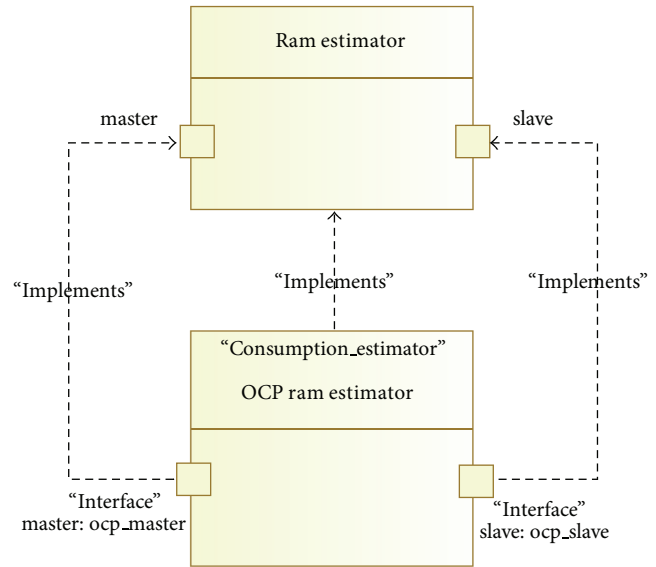 Ram estimator
master
slave
“Implements”
“Implements”
“Implements”
“Consumption_estimator”
OCP ram estimator
“Interface”
master: ocp_master
“Interface”
slave: ocp_slave